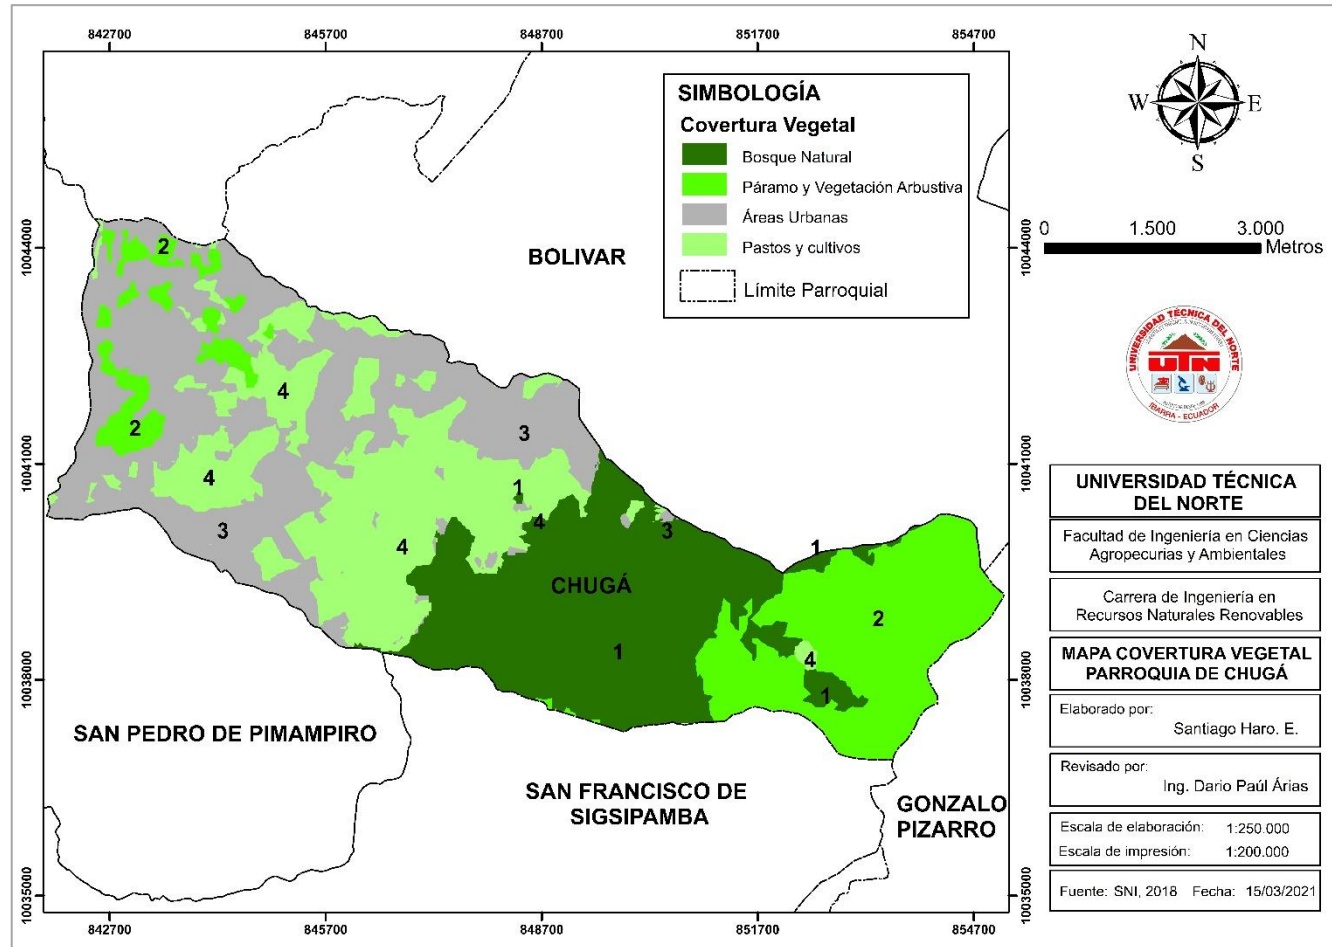 842700 845700 848700 851700 854700
10044000
10041000
10038000
10035000
SIMBOLOGÍA
Covertura Vegetal
Bosque Natural
Páramo y Vegetación Arbustiva
Áreas Urbanas
Pastos y cultivos
Límite Parroquial
BOLIVAR
2
4
2
3
4
1
3
4
3
4
1
CHUGÁ
2
1
4
1
SAN PEDRO DE PIMAMPIRO
SAN FRANCISCO DE
SIGSIPAMBA
GONZALO
PIZARRO
10044000
10041000
10038000
10035000
842700 845700 848700 851700 854700
N
W E
S
0 1.500 3.000
Metros
UNIVERSIDAD TÉCNICA DEL NORTE
UTN
IBARRA - ECUADOR
UNIVERSIDAD TÉCNICA
DEL NORTE
Facultad de Ingeniería en Ciencias
Agropecurias y Ambientales
Carrera de Ingeniería en
Recursos Naturales Renovables
MAPA COVERTURA VEGETAL
PARROQUIA DE CHUGÁ
Elaborado por:
Santiago Haro. E.
Revisado por:
Ing. Dario Paúl Árias
Escala de elaboración: 1:250.000
Escala de impresión: 1:200.000
Fuente: SNI, 2018 Fecha: 15/03/2021